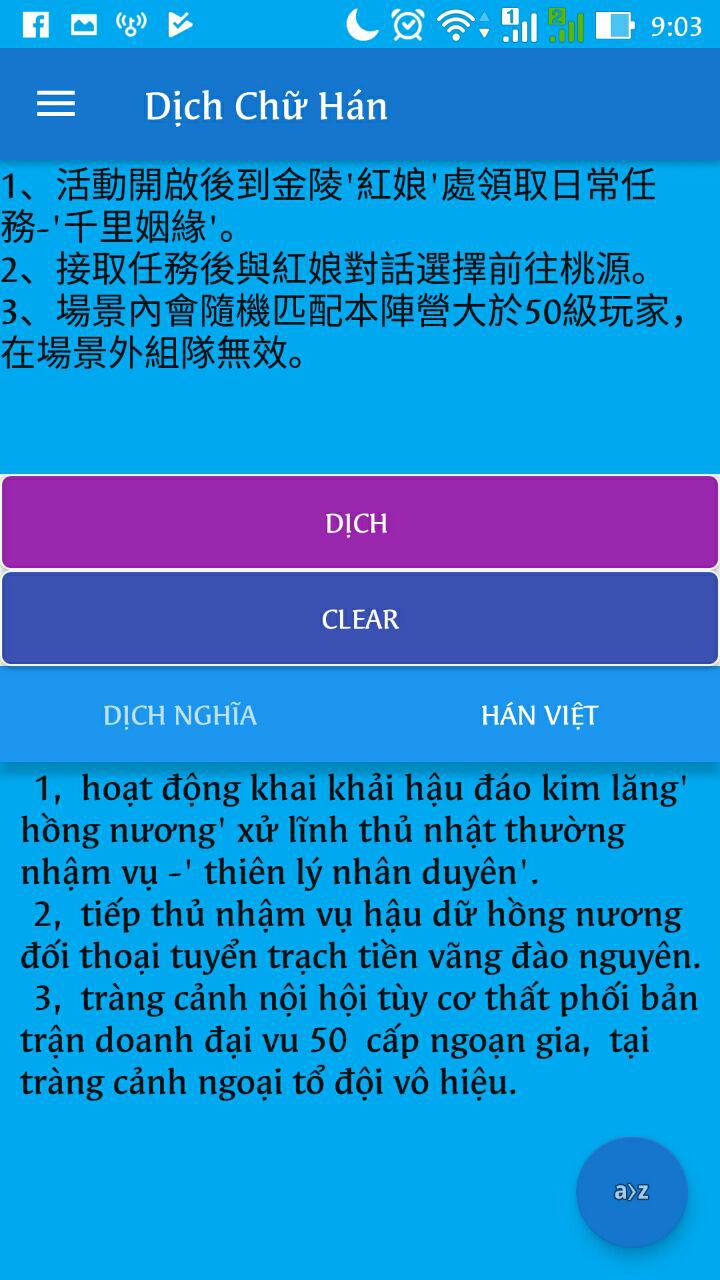 1 2 9:03
Dịch Chữ Hán
1、活動開啟後到金陵'紅娘'處領取日常任
務-'千里姻緣'。
2、接取任務後與紅娘對話選擇前往桃源。
3、場景內會隨機匹配本陣營大於50級玩家，
在場景外組隊無效。
DỊCH
CLEAR
DỊCH NGHĨA HÁN VIỆT
1, hoạt động khai khải hậu đáo kim lăng'
hồng nương' xử lĩnh thủ nhật thường
nhậm vụ -' thiên lý nhân duyên'.
2, tiếp thủ nhậm vụ hậu dữ hồng nương
đối thoại tuyển trạch tiền vãng đào nguyên.
3, tràng cảnh nội hội tùy cơ thất phối bản
trận doanh đại vu 50 cấp ngoạn gia, tại
tràng cảnh ngoại tổ đội vô hiệu.
a>z